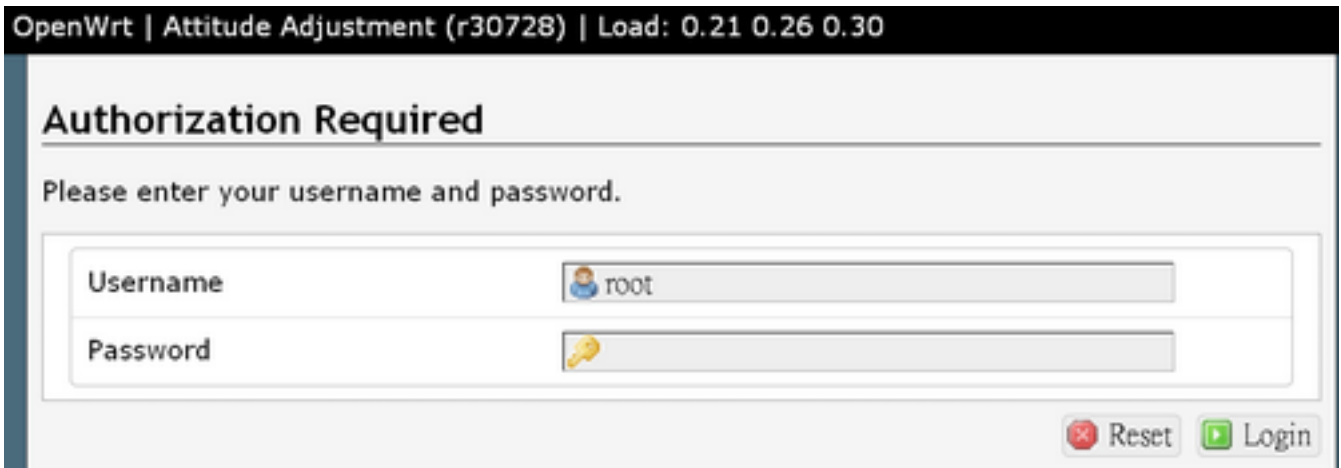 OpenWrt | Attitude Adjustment (r30728) | Load: 0.21 0.26 0.30
Authorization Required
Please enter your username and password.
Username root
Password
Reset Login